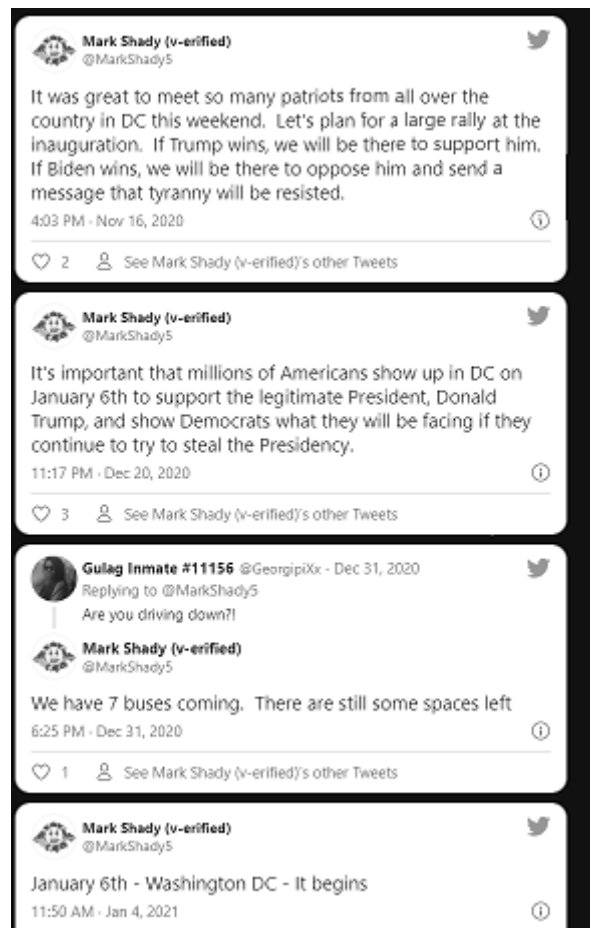 Mark Shady (v-erified)
@MarkShady5
It was great to meet so many patriots from all over the
country in DC this weekend. Let's plan for a large rally at the
inauguration. If Trump wins, we will be there to support him.
If Biden wins, we will be there to oppose him and send a
message that tyranny will be resisted.
4:03 PM · Nov 16, 2020
2 See Mark Shady (v-erified)'s other Tweets
Mark Shady (v-erified)
@MarkShady5
It's important that millions of Americans show up in DC on
January 6th to support the legitimate President, Donald
Trump, and show Democrats what they will be facing if they
continue to try to steal the Presidency.
11:17 PM · Dec 20, 2020
3 See Mark Shady (v-erified)'s other Tweets
Gulag Inmate #11156 @GeorgipiXx - Dec 31, 2020
Replying to @MarkShady5
Are you driving down?!
Mark Shady (v-erified)
@MarkShady5
We have 7 buses coming. There are still some spaces left
6:25 PM · Dec 31, 2020
1 See Mark Shady (v-erified)'s other Tweets
Mark Shady (v-erified)
@MarkShady5
January 6th - Washington DC - It begins
11:50 AM · Jan 4, 2021